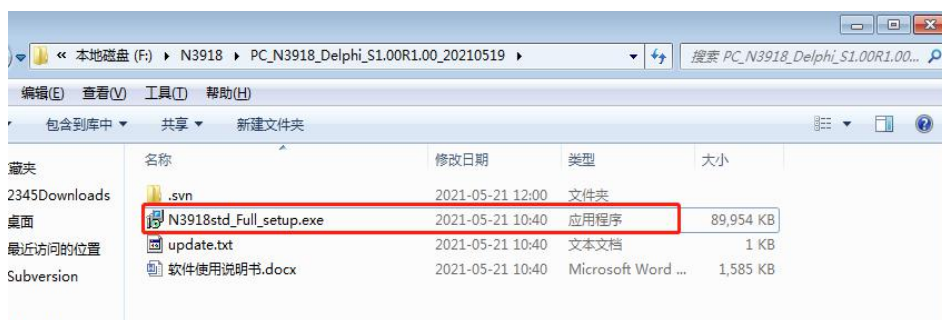 « 本地磁盘 (F:) ▸ N3918 ▸ PC_N3918_Delphi_S1.00R1.00_20210519 ▸ 搜索 PC_N3918_Delphi_S1.00R1.00...
编辑(E) 查看(V) 工具(T) 帮助(H)
包含到库中 共享 新建文件夹
藏夹
2345Downloads
桌面
最近访问的位置
Subversion
名称 修改日期 类型 大小
.svn 2021-05-21 12:00 文件夹
N3918std_Full_setup.exe 2021-05-21 10:40 应用程序 89,954 KB
update.txt 2021-05-21 10:40 文本文档 1 KB
软件使用说明书.docx 2021-05-21 10:40 Microsoft Word ... 1,585 KB